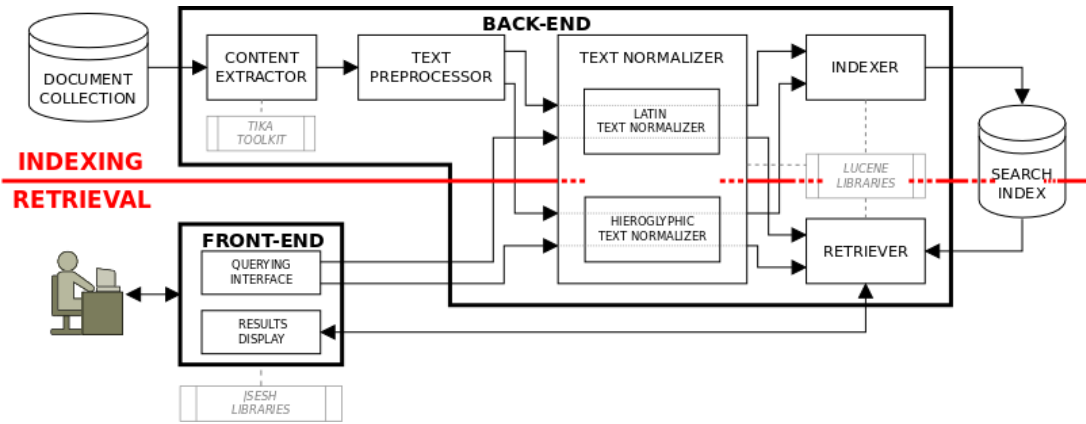 BACK-END
DOCUMENT
COLLECTION
CONTENT
EXTRACTOR
TIKA
TOOLKIT
TEXT
PREPROCESSOR
TEXT NORMALIZER
LATIN
TEXT NORMALIZER
HIEROGLYPHIC
TEXT NORMALIZER
INDEXER
LUCENE
LIBRARIES
RETRIEVER
SEARCH
INDEX
INDEXING
RETRIEVAL
FRONT-END
QUERYING
INTERFACE
RESULTS
DISPLAY
JSESH
LIBRARIES